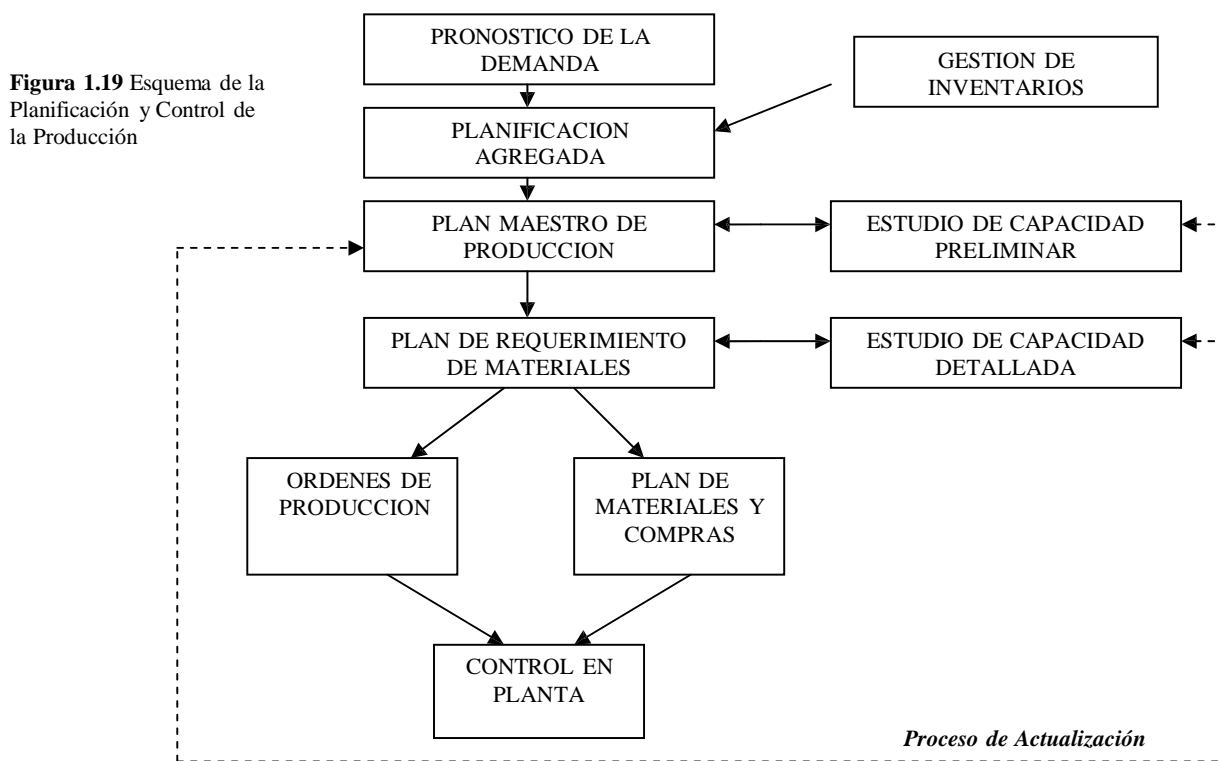 Figura 1.19 Esquema de la
Planificación y Control de
la Producción
PRONOSTICO DE LA
DEMANDA
GESTION DE
INVENTARIOS
PLANIFICACION
AGREGADA
PLAN MAESTRO DE
PRODUCCION
ESTUDIO DE CAPACIDAD
PRELIMINAR
PLAN DE REQUERIMIENTO
DE MATERIALES
ESTUDIO DE CAPACIDAD
DETALLADA
ORDENES DE
PRODUCCION
PLAN DE
MATERIALES Y
COMPRAS
CONTROL EN
PLANTA
Proceso de Actualización